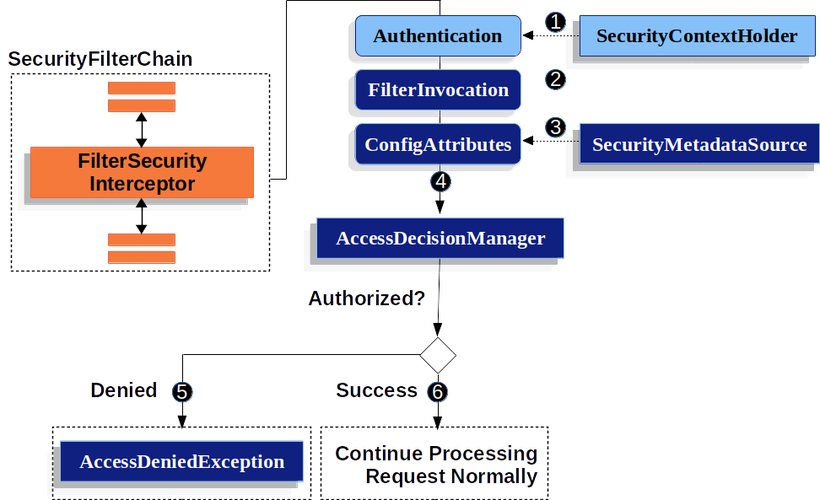 1
Authentication
SecurityContextHolder
SecurityFilterChain
FilterInvocation
2
3
ConfigAttributes
SecurityMetadataSource
FilterSecurity
Interceptor
4
AccessDecisionManager
Authorized?
Denied
5
Success
6
AccessDeniedException
Continue Processing
Request Normally